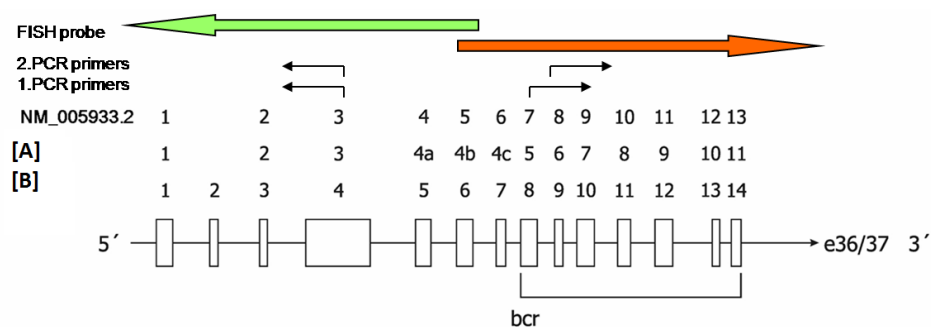 FISH probe
2.PCR primers
1.PCR primers
NM_005933.2 1 2 3 4 5 6 7 8 9 10 11 12 13
[A] 1 2 3 4a 4b 4c 5 6 7 8 9 10 11
[B] 1 2 3 4 5 6 7 8 9 10 11 12 13 14
5´ e36/37 3´
bcr